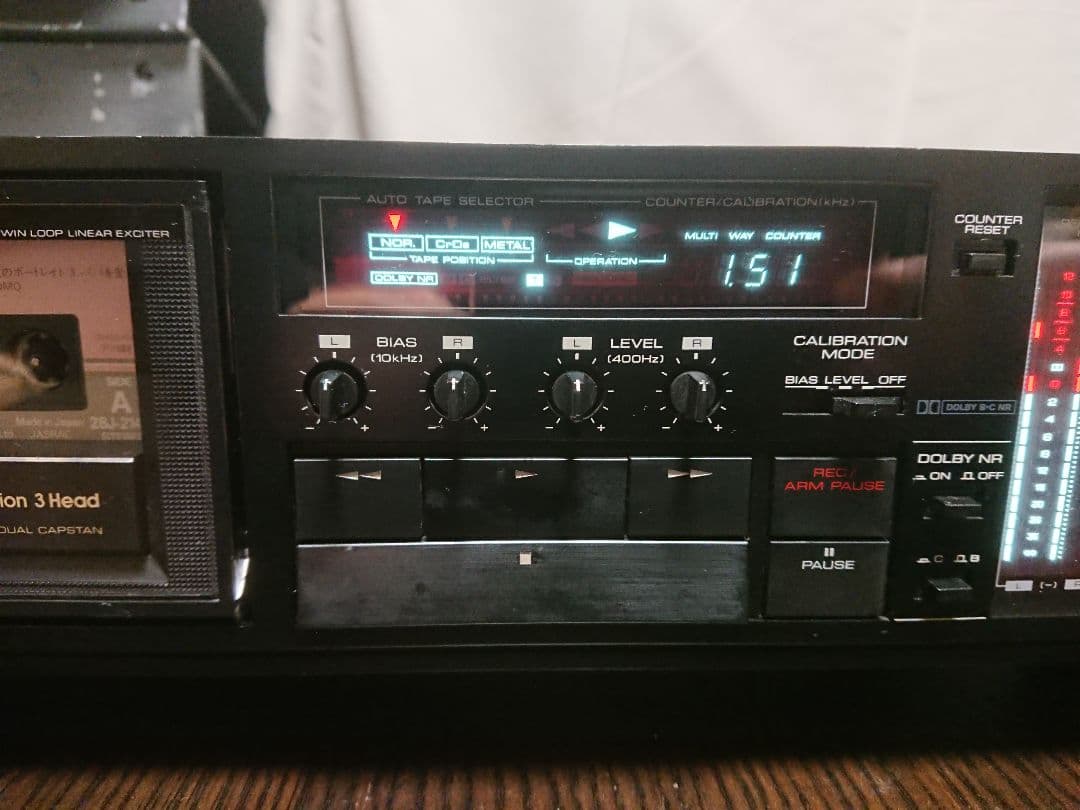 AUTO TAPE SELECTOR
COUNTER/CALIBRATION(kHz)
NOR. CrO2 METAL
TAPE POSITION
DOLBY NR
OPERATION
MULTI WAY COUNTER
1.51
COUNTER
RESET
WIN LOOP LINEAR EXCITER
A
Made in Japan
JASRAC
ion 3 Head
DUAL CAPSTAN
L BIAS R
(10kHz)
L LEVEL R
(400Hz)
- +
- +
- +
- +
CALIBRATION
MODE
BIAS LEVEL OFF
DOLBY B·C NR
DOLBY NR
ON OFF
C B
REC/
ARM PAUSE
PAUSE
L (-) R